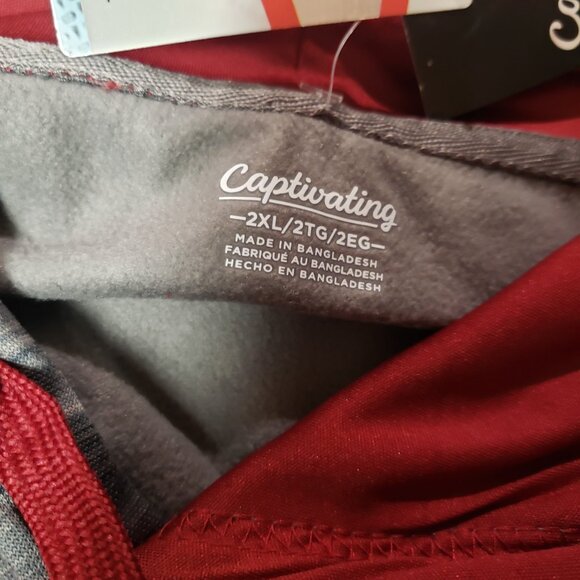 Captivating
2XL/2TG/2EG
MADE IN BANGLADESH
FABRIQUÉ AU BANGLADESH
HECHO EN BANGLADESH